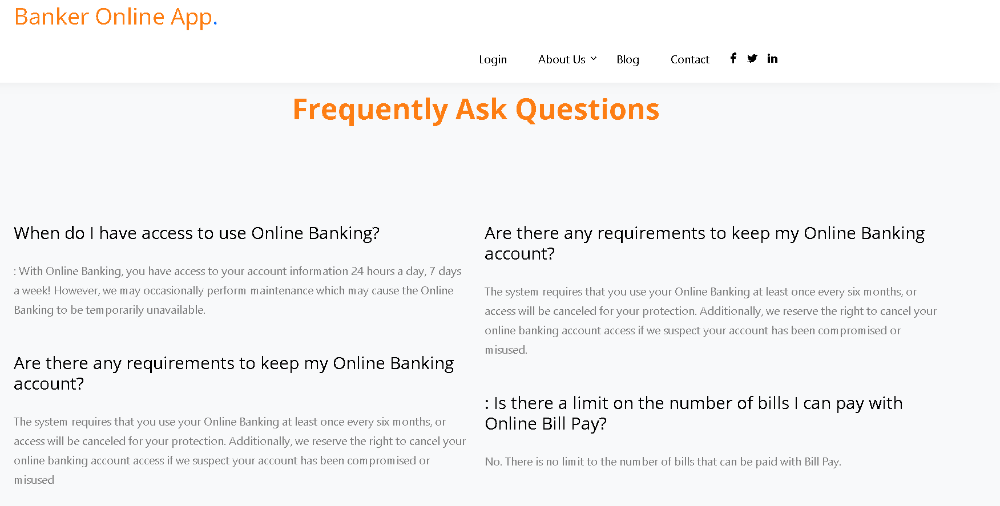 Banker Online App.
Login About Us Blog Contact
Frequently Ask Questions
When do I have access to use Online Banking?
: With Online Banking, you have access to your account information 24 hours a day, 7 days
a week! However, we may occasionally perform maintenance which may cause the Online
Banking to be temporarily unavailable.
Are there any requirements to keep my Online Banking
account?
The system requires that you use your Online Banking at least once every six months, or
access will be canceled for your protection. Additionally, we reserve the right to cancel your
online banking account access if we suspect your account has been compromised or
misused
Are there any requirements to keep my Online Banking
account?
The system requires that you use your Online Banking at least once every six months, or
access will be canceled for your protection. Additionally, we reserve the right to cancel your
online banking account access if we suspect your account has been compromised or
misused.
: Is there a limit on the number of bills I can pay with
Online Bill Pay?
No. There is no limit to the number of bills that can be paid with Bill Pay.